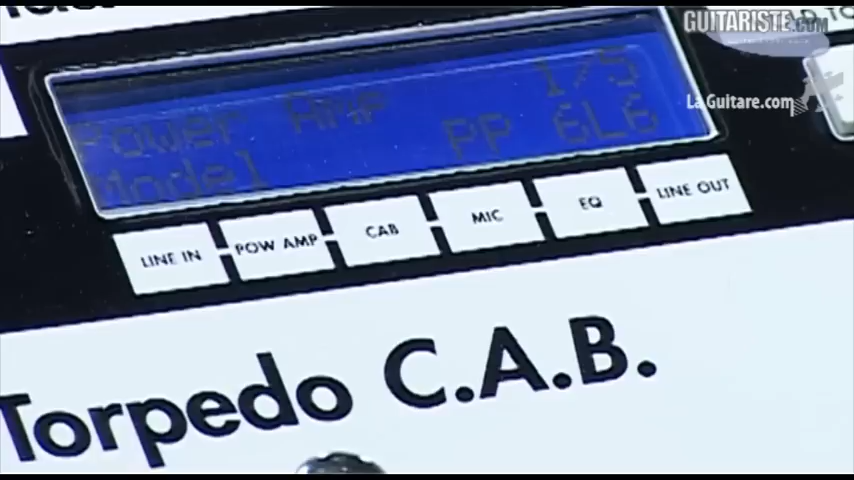 GUITARISTE.COM
LaGuitare.com
Power Amp 1/5
Model PP 6L6
LINE IN
POW AMP
CAB
MIC
EQ
LINE OUT
Torpedo C.A.B.